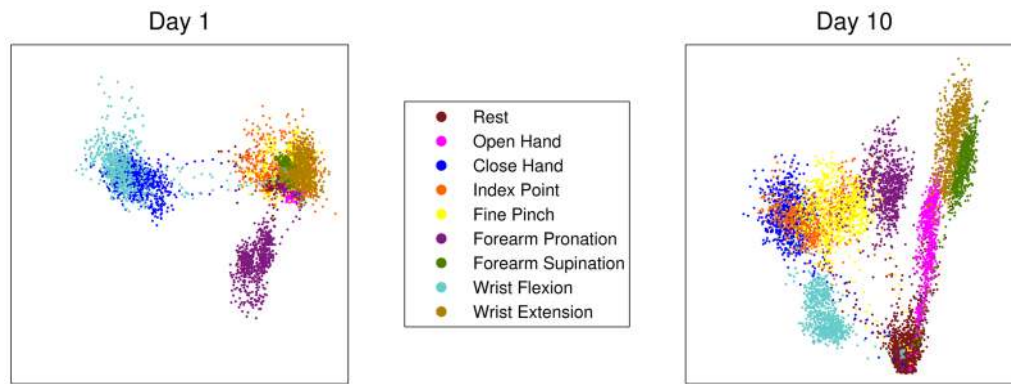 Day 1
Day 10
Rest
Open Hand
Close Hand
Index Point
Fine Pinch
Forearm Pronation
Forearm Supination
Wrist Flexion
Wrist Extension